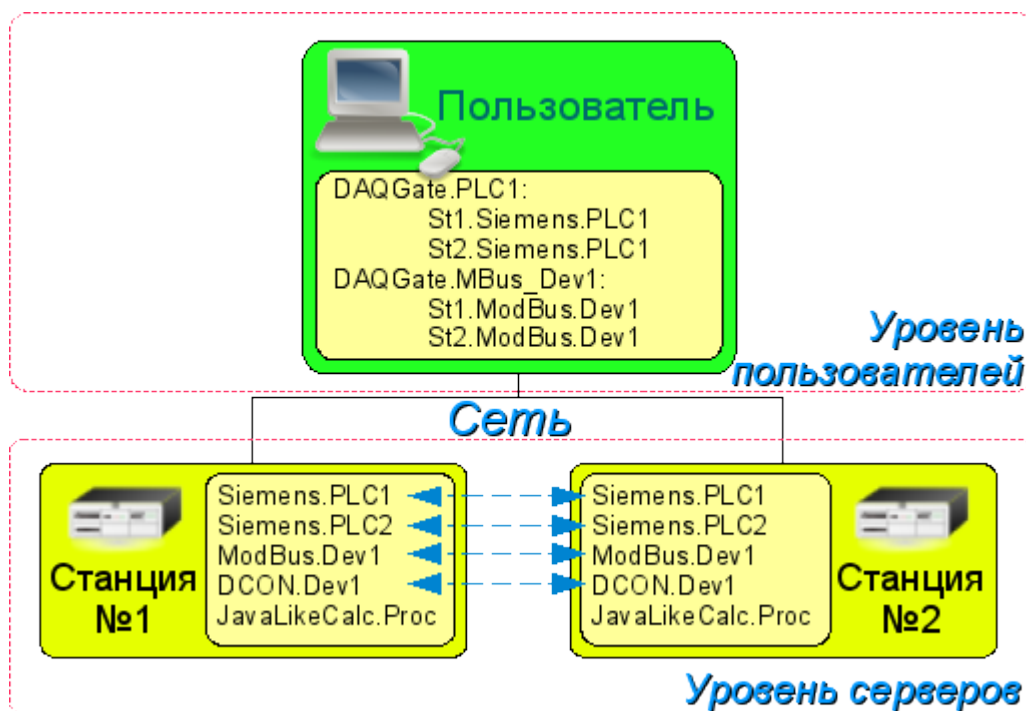 Пользователь
DAQGate.PLC1:
St1.Siemens.PLC1
St2.Siemens.PLC1
DAQGate.MBus_Dev1:
St1.ModBus.Dev1
St2.ModBus.Dev1
Уровень
пользователей
Сеть
Станция
№1
Siemens.PLC1
Siemens.PLC2
ModBus.Dev1
DCON.Dev1
JavaLikeCalc.Proc
Siemens.PLC1
Siemens.PLC2
ModBus.Dev1
DCON.Dev1
JavaLikeCalc.Proc
Станция
№2
Уровень серверов